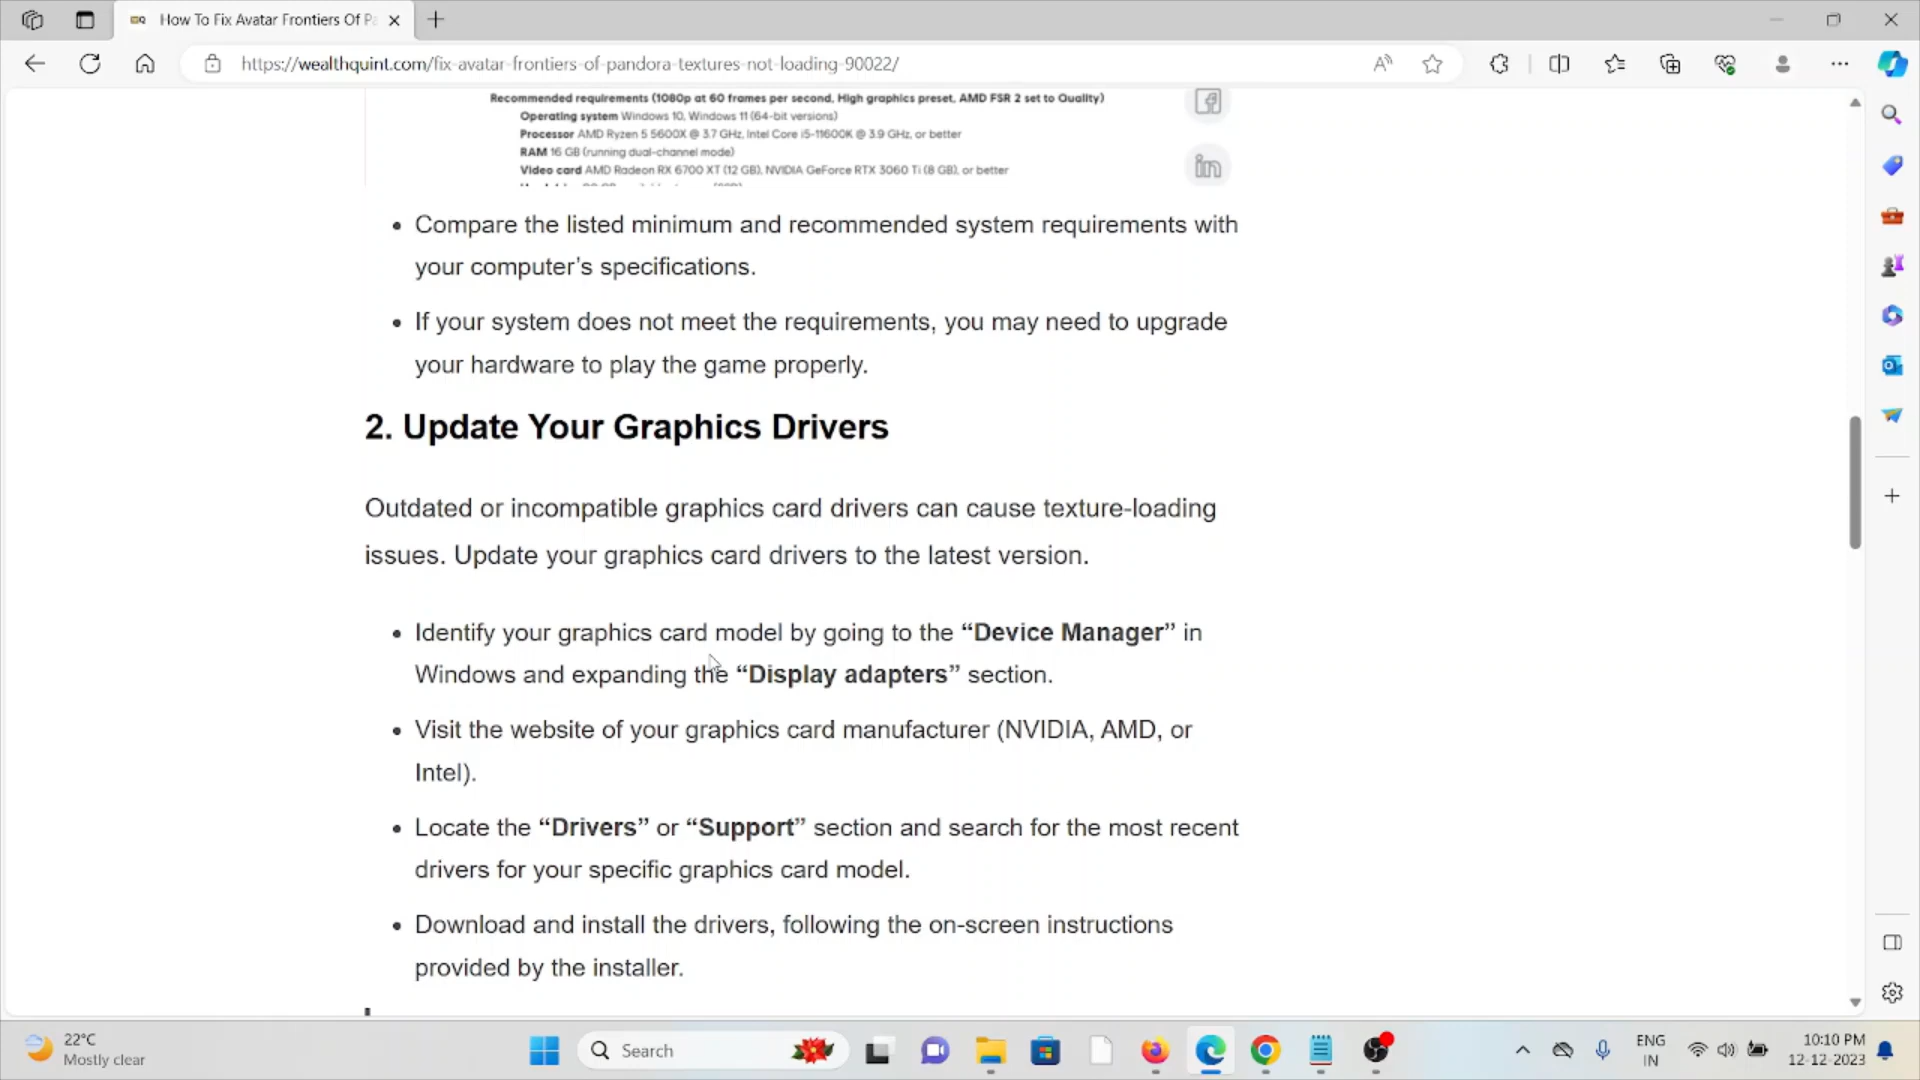 How To Fix Avatar Frontiers Of Pa
https://wealthquint.com/fix-avatar-frontiers-of-pandora-textures-not-loading-90022/
Recommended requirements (1080p at 60 frames per second, High graphics preset, AMD FSR 2 set to Quality)
Operating system Windows 10, Windows 11 (64-bit versions)
Processor AMD Ryzen 5 5600X @ 3.7 GHz, Intel Core i5-11600K @ 3.9 GHz, or better
RAM 16 GB (running dual-channel mode)
Video card AMD Radeon RX 6700 XT (12 GB), NVIDIA GeForce RTX 3060 Ti (8 GB), or better
• Compare the listed minimum and recommended system requirements with
your computer’s specifications.
• If your system does not meet the requirements, you may need to upgrade
your hardware to play the game properly.
2. Update Your Graphics Drivers
Outdated or incompatible graphics card drivers can cause texture-loading
issues. Update your graphics card drivers to the latest version.
• Identify your graphics card model by going to the “Device Manager” in
Windows and expanding the “Display adapters” section.
• Visit the website of your graphics card manufacturer (NVIDIA, AMD, or
Intel).
• Locate the “Drivers” or “Support” section and search for the most recent
drivers for your specific graphics card model.
• Download and install the drivers, following the on-screen instructions
provided by the installer.
22°C
Mostly clear
Search
ENG
IN
10:10 PM
12-12-2023